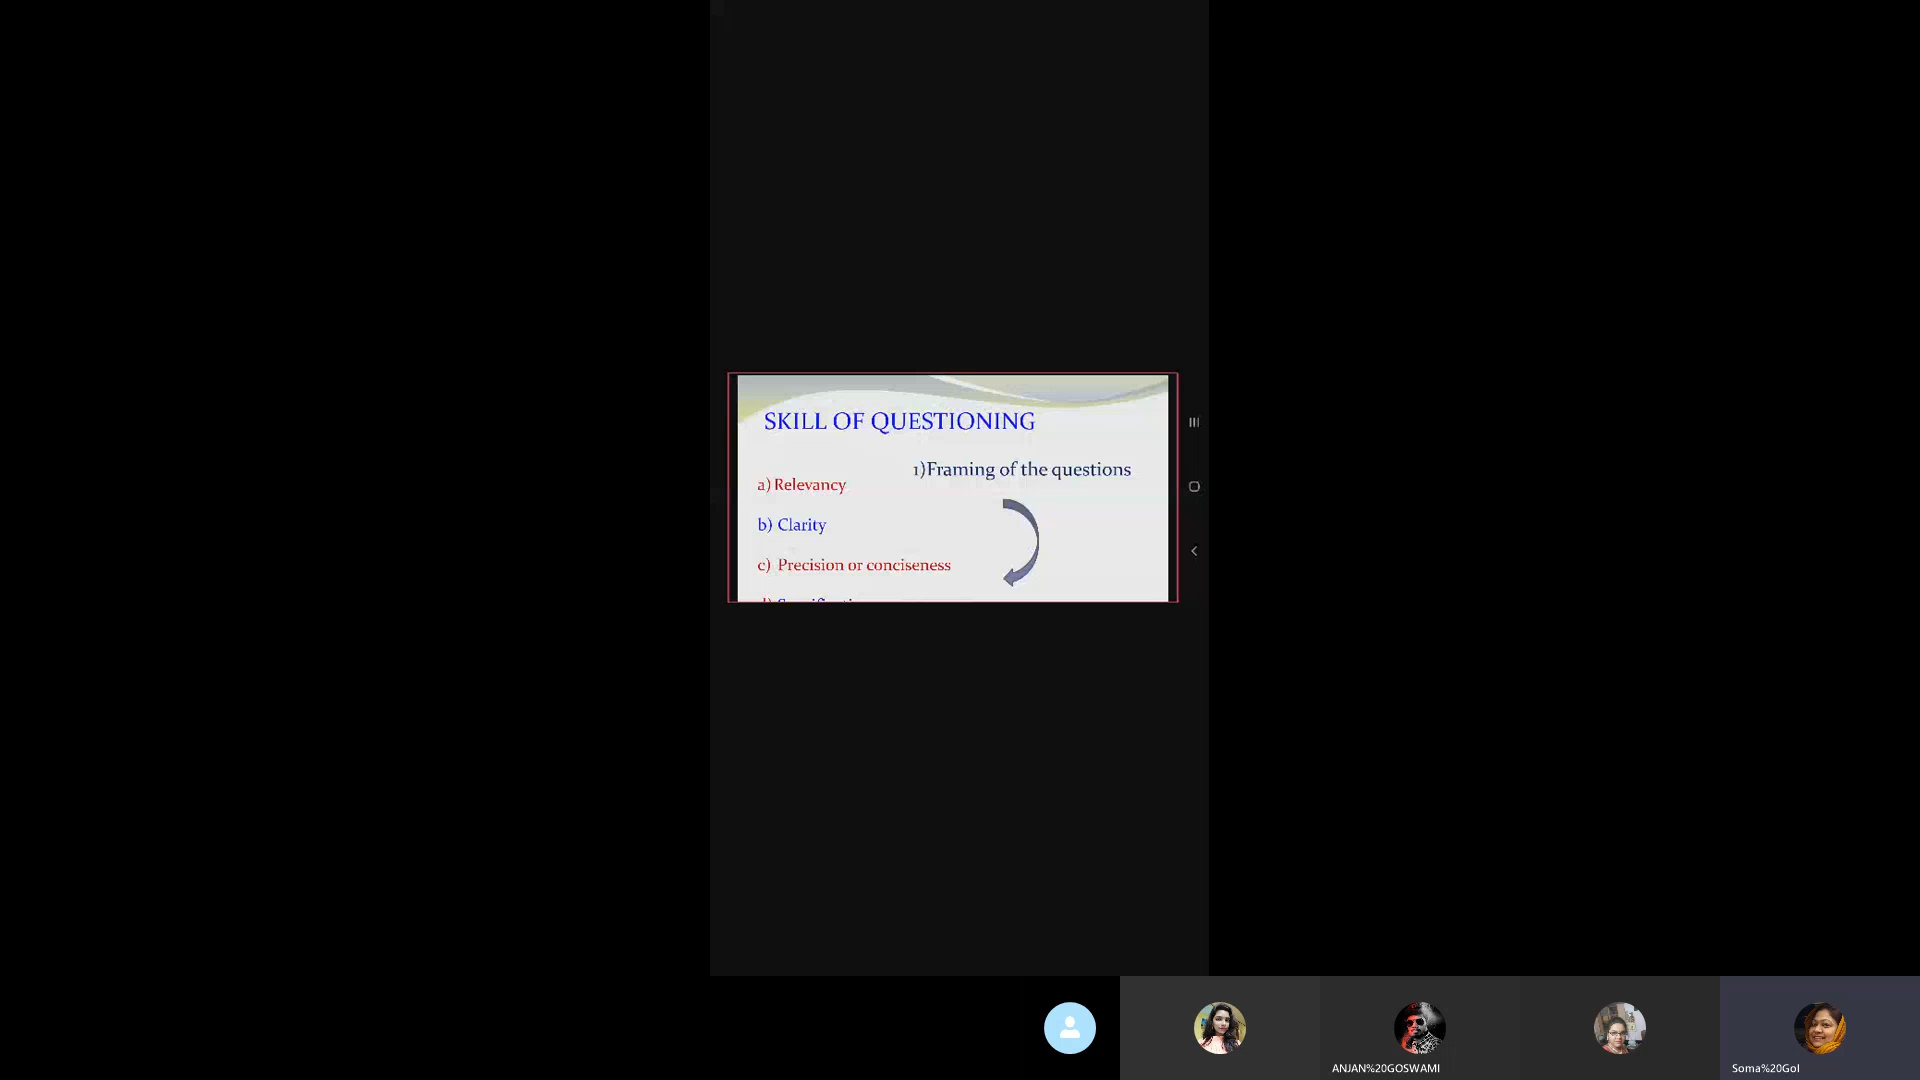 SKILL OF QUESTIONING
1)Framing of the questions
a) Relevancy
b) Clarity
c) Precision or conciseness
ANJAN%20GOSWAMI
Soma%20Gol